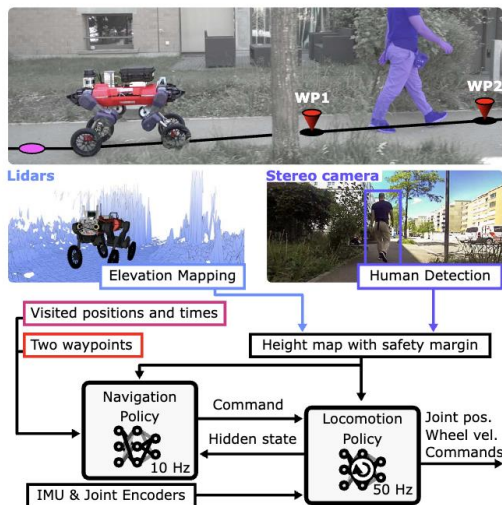 WP1
WP2
Lidars
Stereo camera
Elevation Mapping
Human Detection
Visited positions and times
Two waypoints
Height map with safety margin
Navigation
Policy
10 Hz
Command
Hidden state
Locomotion
Policy
50 Hz
Joint pos.
Wheel vel.
Commands
IMU & Joint Encoders